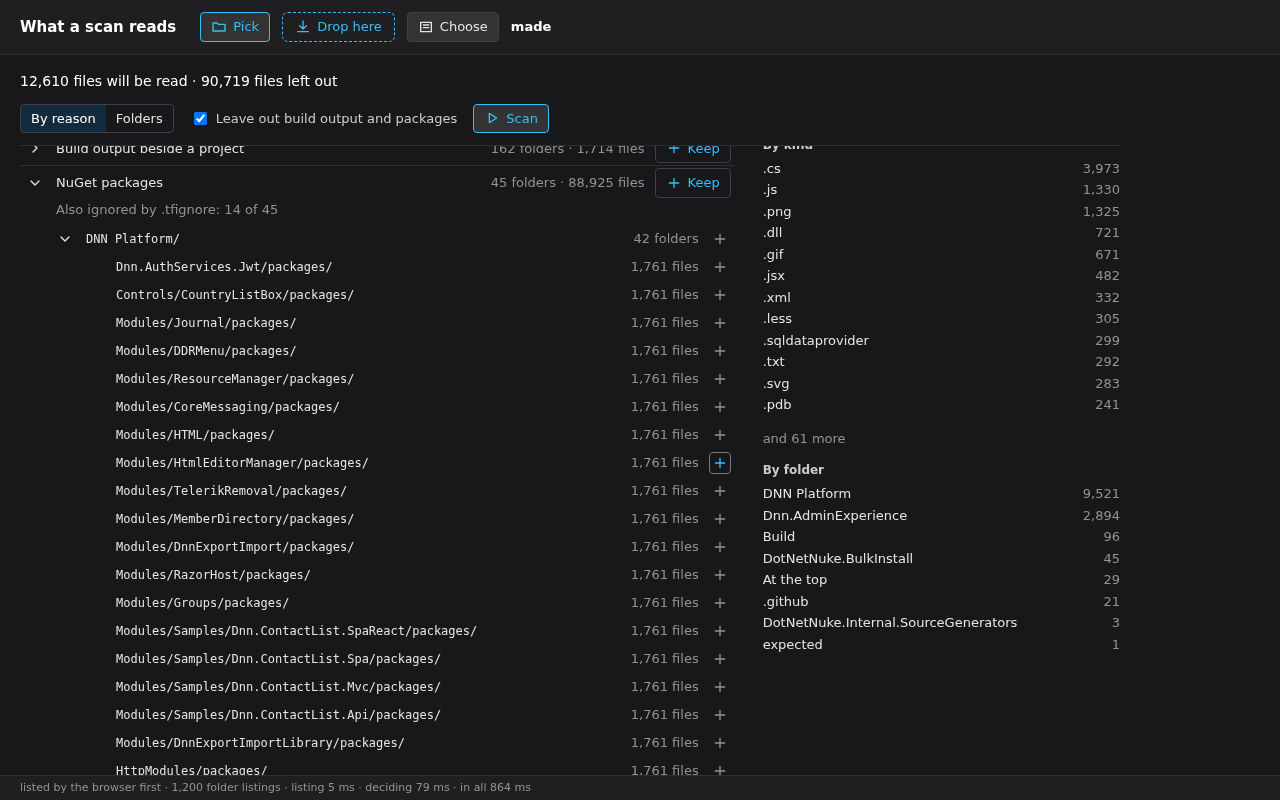 What a scan reads Pick Drop here Choose made
12,610 files will be read · 90,719 files left out
By reason Folders Leave out build output and packages Scan
Build output beside a project 162 folders · 1,714 files Keep
NuGet packages 45 folders · 88,925 files Keep
Also ignored by .tfignore: 14 of 45
DNN Platform/ 42 folders
Dnn.AuthServices.Jwt/packages/ 1,761 files
Controls/CountryListBox/packages/ 1,761 files
Modules/Journal/packages/ 1,761 files
Modules/DDRMenu/packages/ 1,761 files
Modules/ResourceManager/packages/ 1,761 files
Modules/CoreMessaging/packages/ 1,761 files
Modules/HTML/packages/ 1,761 files
Modules/HtmlEditorManager/packages/ 1,761 files
Modules/TelerikRemoval/packages/ 1,761 files
Modules/MemberDirectory/packages/ 1,761 files
Modules/DnnExportImport/packages/ 1,761 files
Modules/RazorHost/packages/ 1,761 files
Modules/Groups/packages/ 1,761 files
Modules/Samples/Dnn.ContactList.SpaReact/packages/ 1,761 files
Modules/Samples/Dnn.ContactList.Spa/packages/ 1,761 files
Modules/Samples/Dnn.ContactList.Mvc/packages/ 1,761 files
Modules/Samples/Dnn.ContactList.Api/packages/ 1,761 files
Modules/DnnExportImportLibrary/packages/ 1,761 files
HttpModules/packages/ 1,761 files
By kind
.cs 3,973
.js 1,330
.png 1,325
.dll 721
.gif 671
.jsx 482
.xml 332
.less 305
.sqldataprovider 299
.txt 292
.svg 283
.pdb 241
and 61 more
By folder
DNN Platform 9,521
Dnn.AdminExperience 2,894
Build 96
DotNetNuke.BulkInstall 45
At the top 29
.github 21
DotNetNuke.Internal.SourceGenerators 3
expected 1
listed by the browser first · 1,200 folder listings · listing 5 ms · deciding 79 ms · in all 864 ms